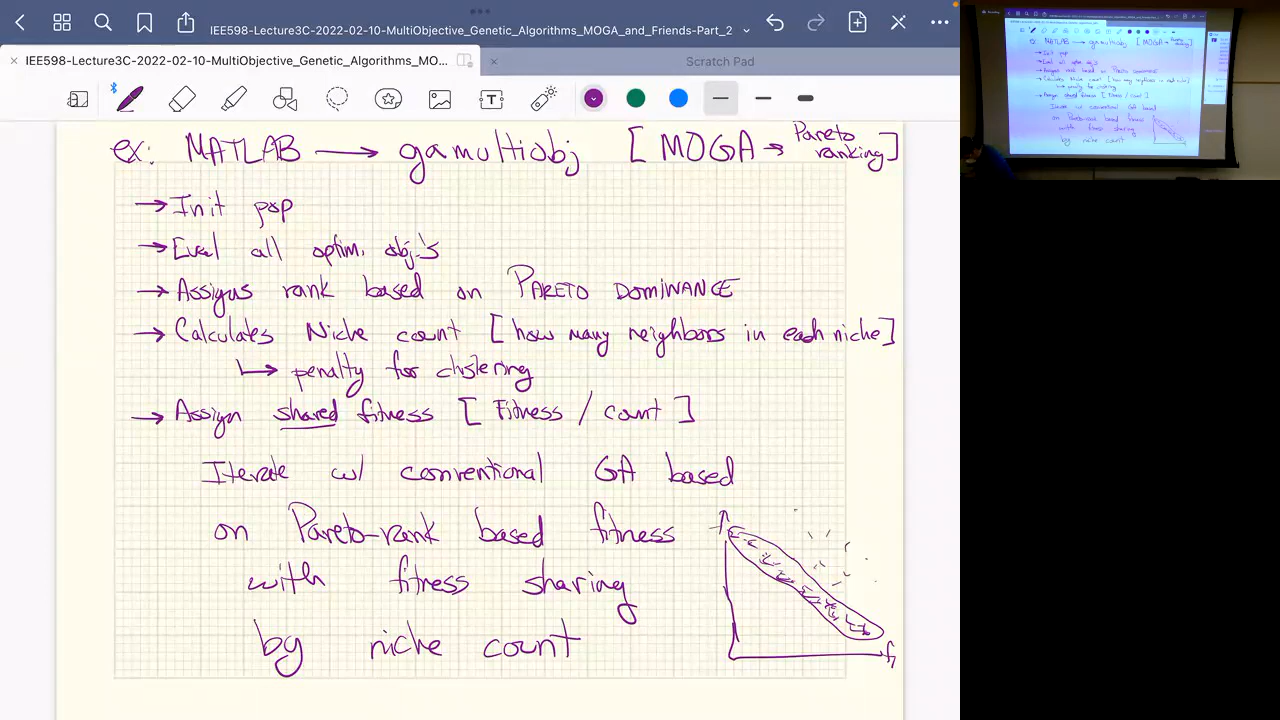 IEE598-Lecture3C-2022-02-10-MultiObjective_Genetic_Algorithms_MOGA_and_Friends-Part_2
IEE598-Lecture3C-2022-02-10-MultiObjective_Genetic_Algorithms_MO...
Scratch Pad
ex: MATLAB → gamultiobj [MOGA → Pareto ranking]
→ Init pop
→ Eval all optim. obj-'s
→ Assigns rank based on PARETO DOMINANCE
→ Calculates Niche count [how many neighbors in each niche]
↳ penalty for clustering
→ Assign shared fitness [Fitness / count]
Iterate w/ conventional GA based
on Pareto-rank based fitness
with fitness sharing
by niche count